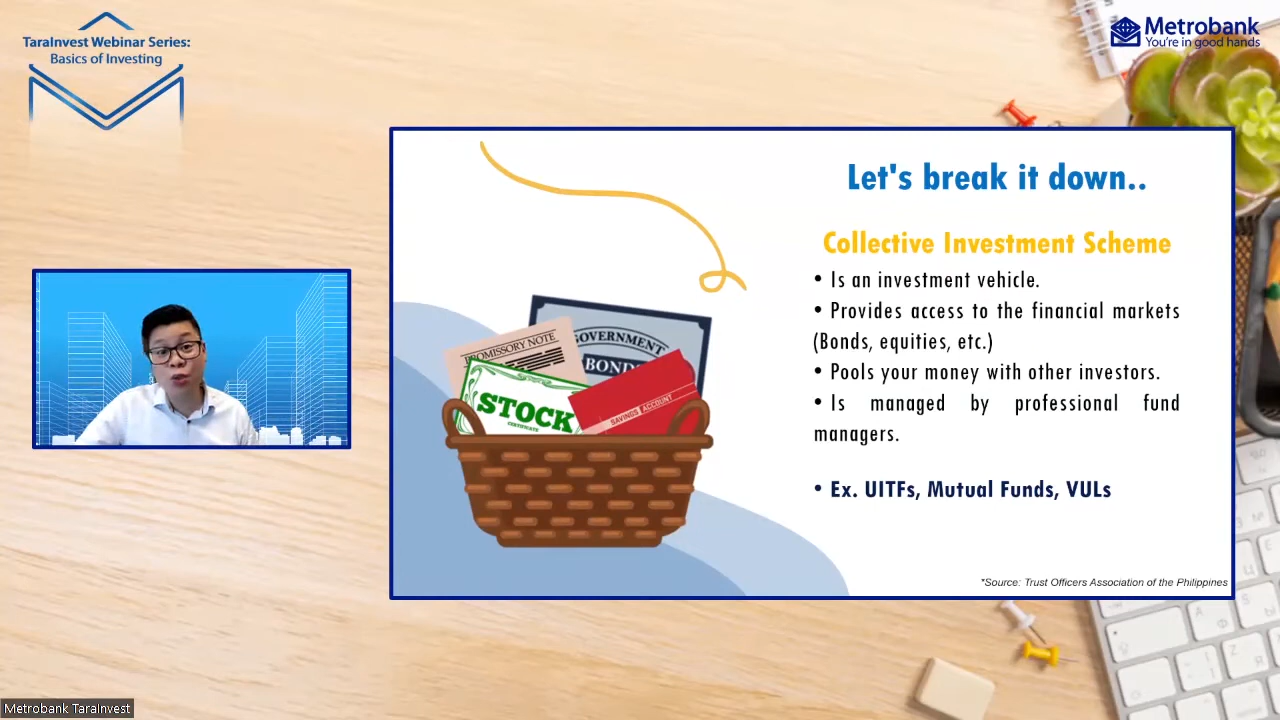 TaraInvest Webinar Series:
Basics of Investing
Metrobank
You're in good hands
Let's break it down..
Collective Investment Scheme
• Is an investment vehicle.
• Provides access to the financial markets
(Bonds, equities, etc.)
• Pools your money with other investors.
• Is managed by professional fund
managers.
• Ex. UITFs, Mutual Funds, VULs
*Source: Trust Officers Association of the Philippines
PROMISSORY NOTE
GOVERNMENT
BOND
STOCK
CERTIFICATE
SAVINGS ACCOUNT
Metrobank TaraInvest